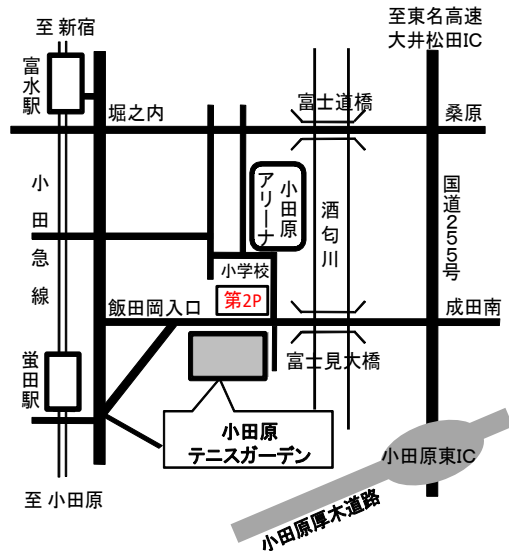 至 新宿
至東名高速
大井松田IC
富水駅
堀之内
富士道橋
桑原
小田急線
小田原
アリーナ
酒匂川
国道255号
小学校
第2P
飯田岡入口
成田南
富士見大橋
蛍田駅
小田原
テニスガーデン
小田原東IC
至 小田原
小田原厚木道路